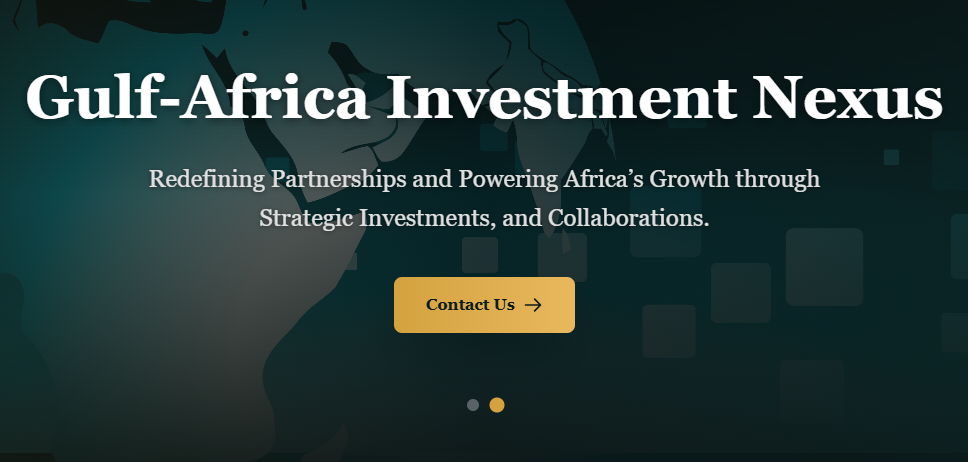 Gulf-Africa Investment Nexus
Redefining Partnerships and Powering Africa’s Growth through
Strategic Investments, and Collaborations.
Contact Us →